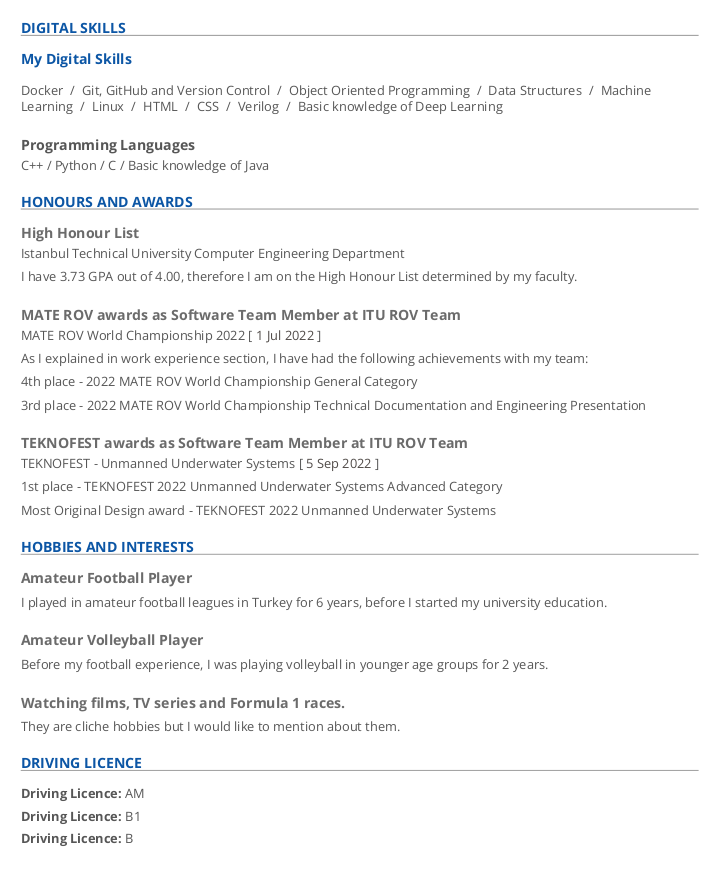 DIGITAL SKILLS
My Digital Skills
Docker / Git, GitHub and Version Control / Object Oriented Programming / Data Structures / Machine
Learning / Linux / HTML / CSS / Verilog / Basic knowledge of Deep Learning
Programming Languages
C++ / Python / C / Basic knowledge of Java
HONOURS AND AWARDS
High Honour List
Istanbul Technical University Computer Engineering Department
I have 3.73 GPA out of 4.00, therefore I am on the High Honour List determined by my faculty.
MATE ROV awards as Software Team Member at ITU ROV Team
MATE ROV World Championship 2022 [ 1 Jul 2022 ]
As I explained in work experience section, I have had the following achievements with my team:
4th place - 2022 MATE ROV World Championship General Category
3rd place - 2022 MATE ROV World Championship Technical Documentation and Engineering Presentation
TEKNOFEST awards as Software Team Member at ITU ROV Team
TEKNOFEST - Unmanned Underwater Systems [ 5 Sep 2022 ]
1st place - TEKNOFEST 2022 Unmanned Underwater Systems Advanced Category
Most Original Design award - TEKNOFEST 2022 Unmanned Underwater Systems
HOBBIES AND INTERESTS
Amateur Football Player
I played in amateur football leagues in Turkey for 6 years, before I started my university education.
Amateur Volleyball Player
Before my football experience, I was playing volleyball in younger age groups for 2 years.
Watching films, TV series and Formula 1 races.
They are cliche hobbies but I would like to mention about them.
DRIVING LICENCE
Driving Licence: AM
Driving Licence: B1
Driving Licence: B